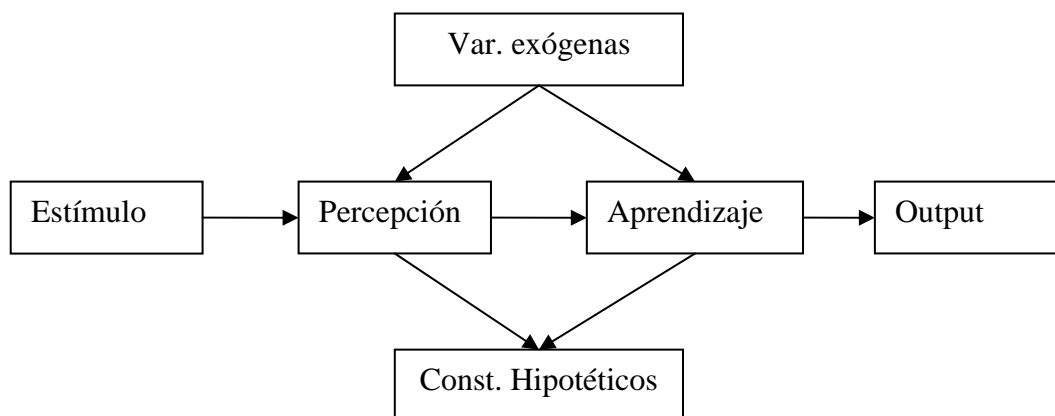 Var. exógenas
Estímulo
Percepción
Aprendizaje
Output
Const. Hipotéticos